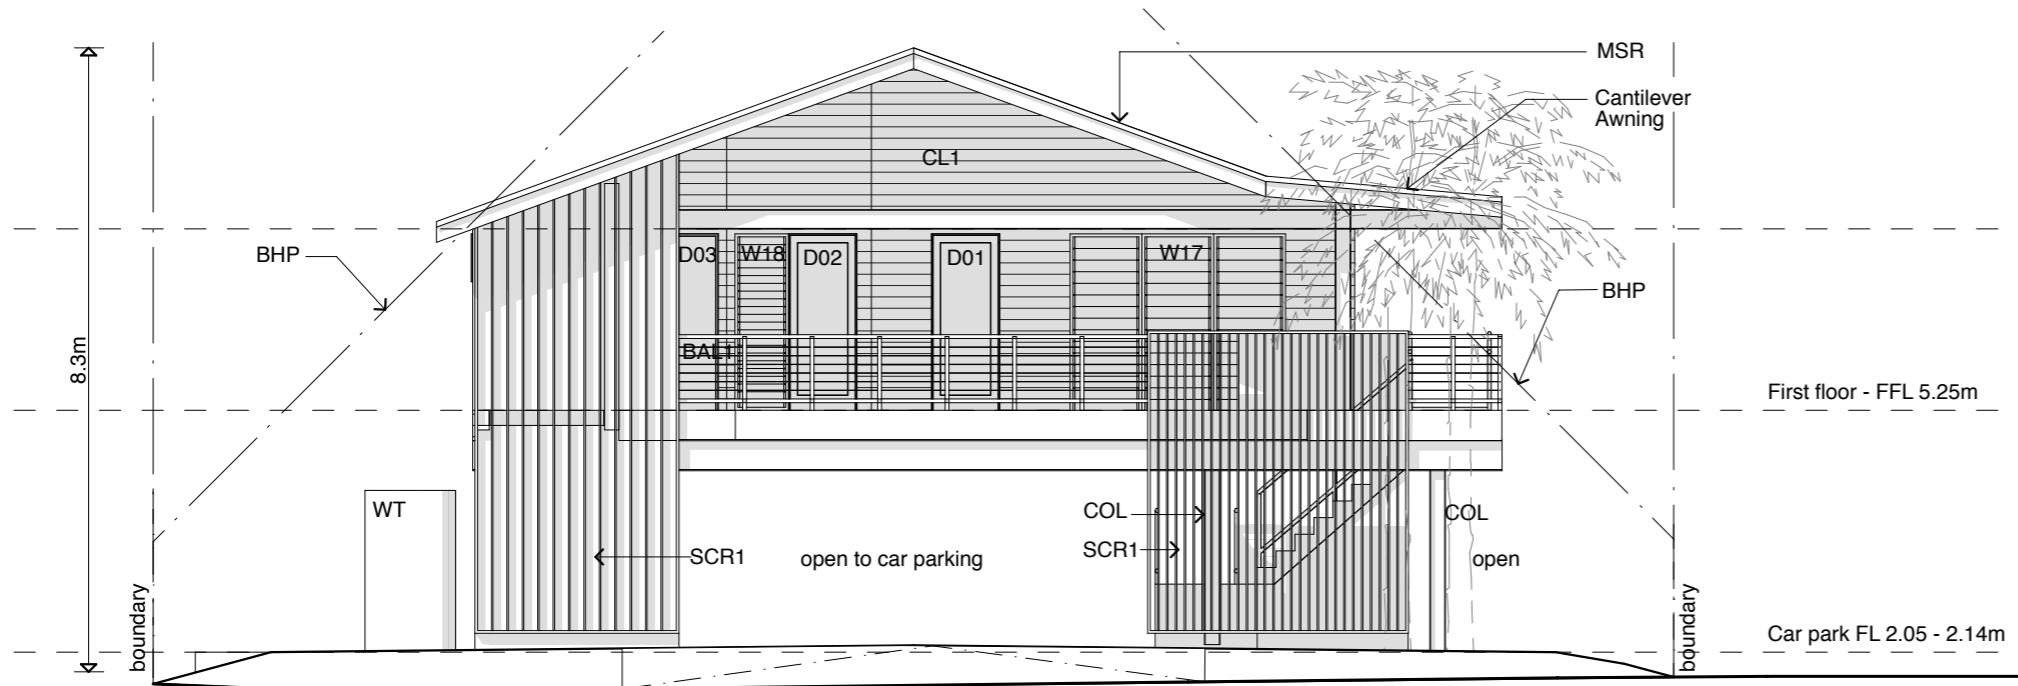 MSR
Cantilever
Awning
CL1
BHP
D03
W18
D02
D01
W17
BHP
8.3m
BAL1
First floor - FFL 5.25m
WT
COL
COL
SCR1
open to car parking
SCR1
open
boundary
boundary
Car park FL 2.05 - 2.14m